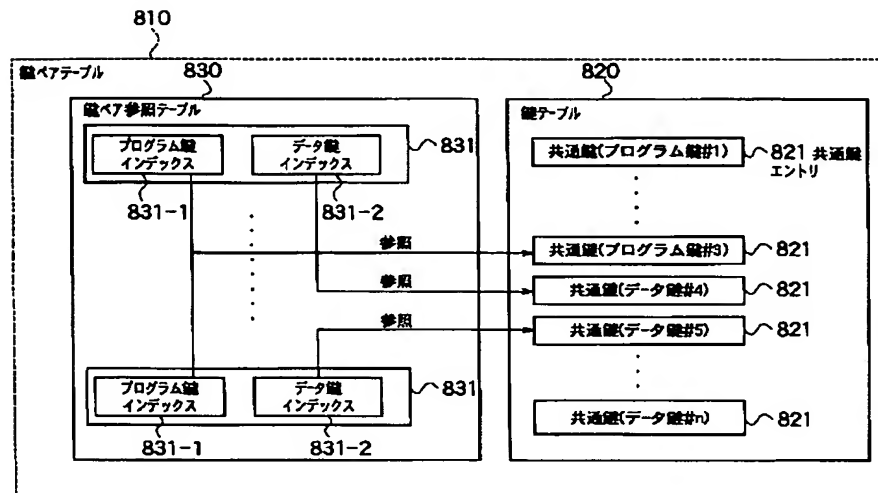 810
鍵ペアテーブル
830
820
鍵ペア参照テーブル
鍵テーブル
プログラム鍵
インデックス
データ鍵
インデックス
831
831-1
831-2
共通鍵(プログラム鍵#1)
821 共通鍵
エントリ
参照
共通鍵(プログラム鍵#3)
821
参照
共通鍵(データ鍵#4)
821
参照
共通鍵(データ鍵#5)
821
プログラム鍵
インデックス
データ鍵
インデックス
831
831-1
831-2
共通鍵(データ鍵#n)
821